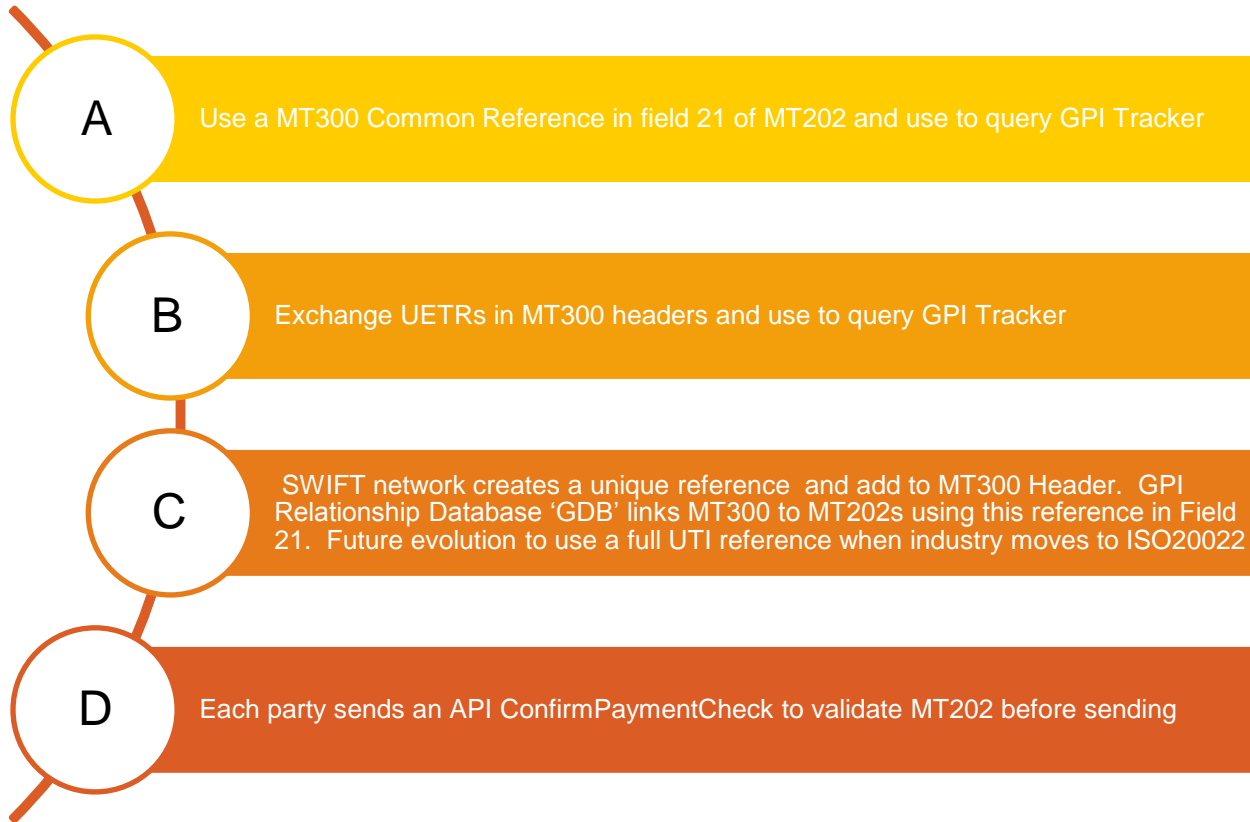 A
Use a MT300 Common Reference in field 21 of MT202 and use to query GPI Tracker
B
Exchange UETRs in MT300 headers and use to query GPI Tracker
C
SWIFT network creates a unique reference  and add to MT300 Header.  GPI
Relationship Database ‘GDB’ links MT300 to MT202s using this reference in Field
21.  Future evolution to use a full UTI reference when industry moves to ISO20022
D
Each party sends an API ConfirmPaymentCheck to validate MT202 before sending